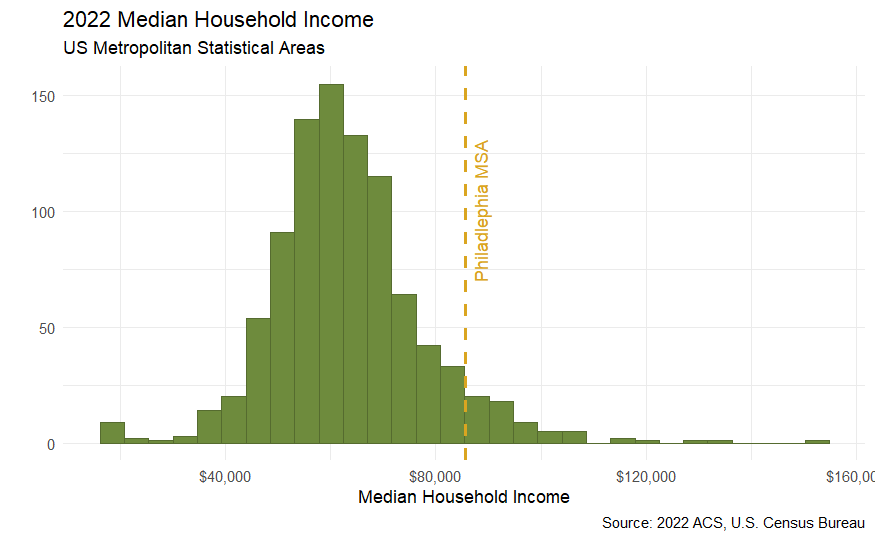 2022 Median Household Income
US Metropolitan Statistical Areas
150
100
50
0
Philadlephia MSA
$40,000
$80,000
$120,000
$160,00
Median Household Income
Source: 2022 ACS, U.S. Census Bureau